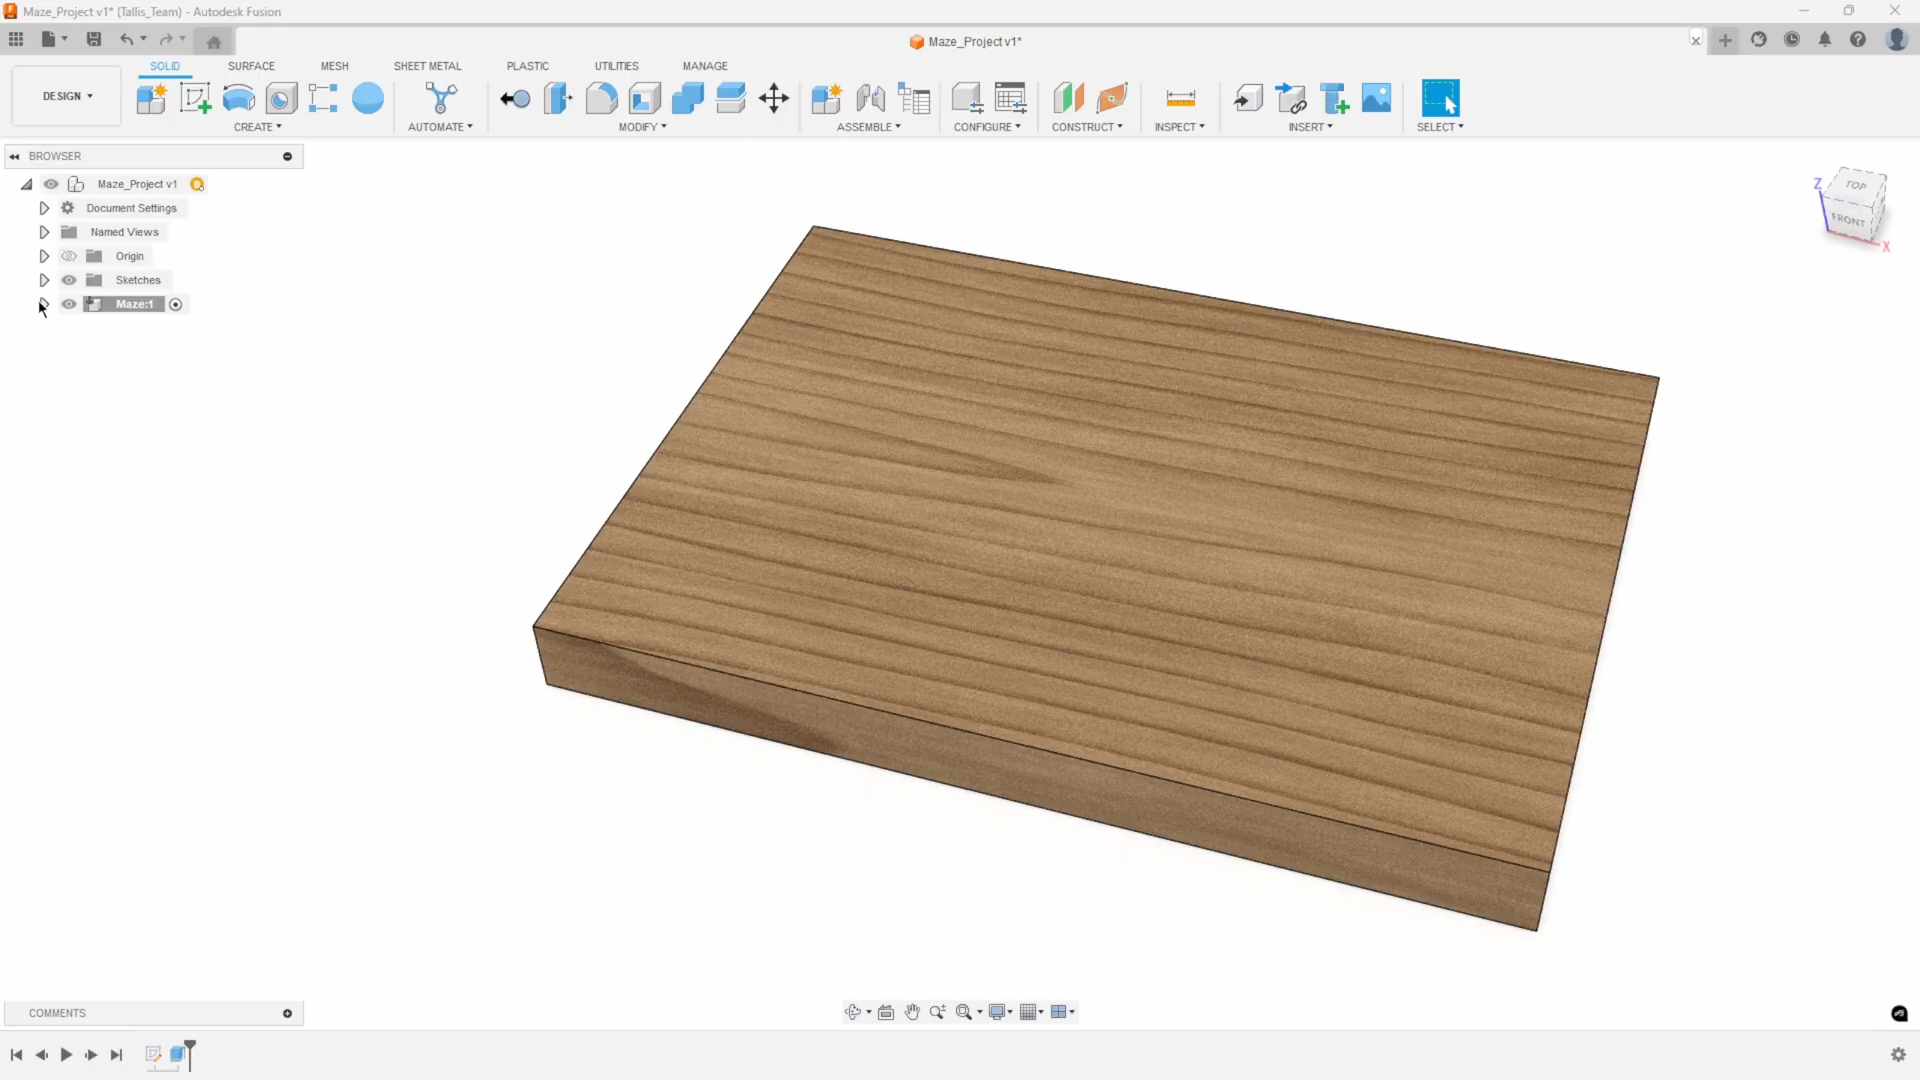 Maze_Project v1* (Tallis_Team) - Autodesk Fusion
Maze_Project v1*
SOLID SURFACE MESH SHEET METAL PLASTIC UTILITIES MANAGE
DESIGN
CREATE AUTOMATE MODIFY ASSEMBLE CONFIGURE CONSTRUCT INSPECT INSERT SELECT
BROWSER
Maze_Project v1
Document Settings
Named Views
Origin
Sketches
Maze:1
TOP
Z
FRONT
X
COMMENTS